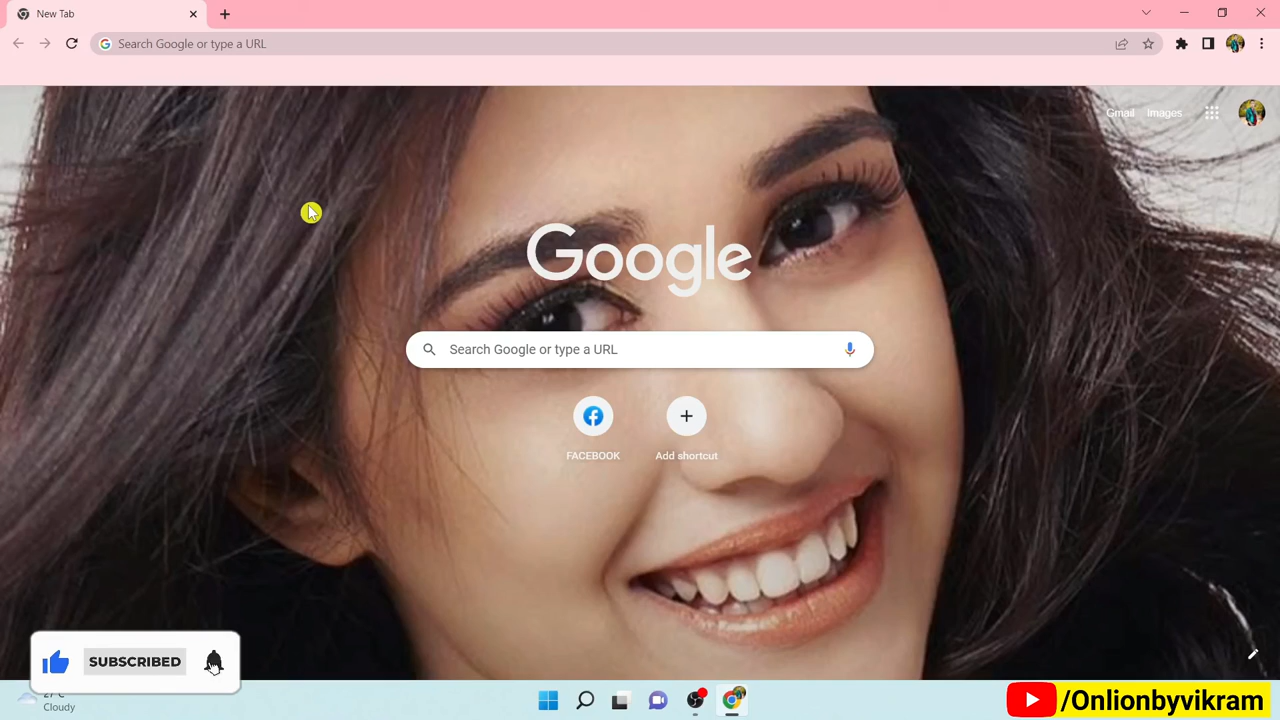 New Tab
Search Google or type a URL
Gmail Images
Google
Search Google or type a URL
FACEBOOK Add shortcut
SUBSCRIBED
27°C
Cloudy
/Onlionbyvikram